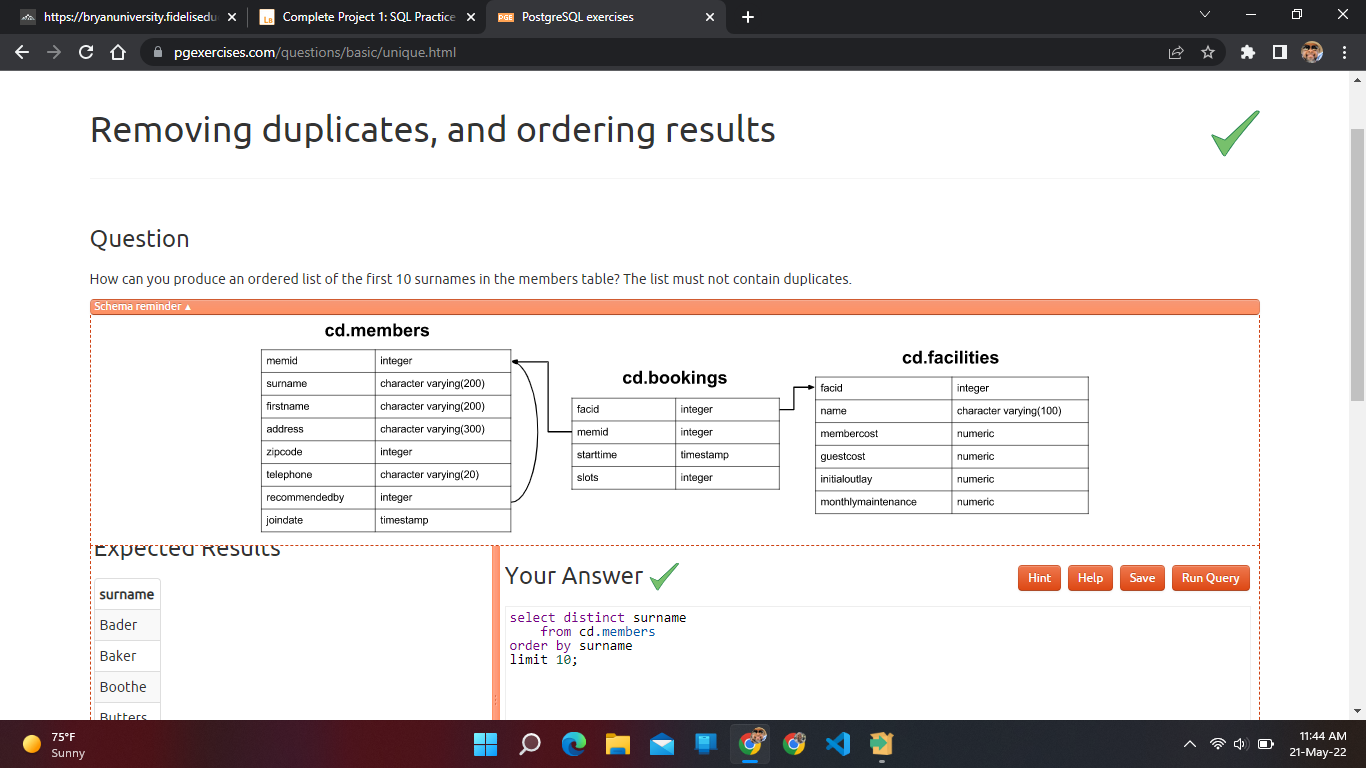 https://bryanuniversity.fidelisedu
Lb Complete Project 1: SQL Practice
PGE PostgreSQL exercises
pgexercises.com/questions/basic/unique.html
Removing duplicates, and ordering results
Question
How can you produce an ordered list of the first 10 surnames in the members table? The list must not contain duplicates.
Schema reminder ▲
cd.members
memid integer
surname character varying(200)
firstname character varying(200)
address character varying(300)
zipcode integer
telephone character varying(20)
recommendedby integer
joindate timestamp
cd.bookings
facid integer
memid integer
starttime timestamp
slots integer
cd.facilities
facid integer
name character varying(100)
membercost numeric
guestcost numeric
initialoutlay numeric
monthlymaintenance numeric
Expected Results
surname
Bader
Baker
Boothe
Butters
Your Answer
Hint Help Save Run Query
select distinct surname
from cd.members
order by surname
limit 10;
75°F
Sunny
11:44 AM
21-May-22